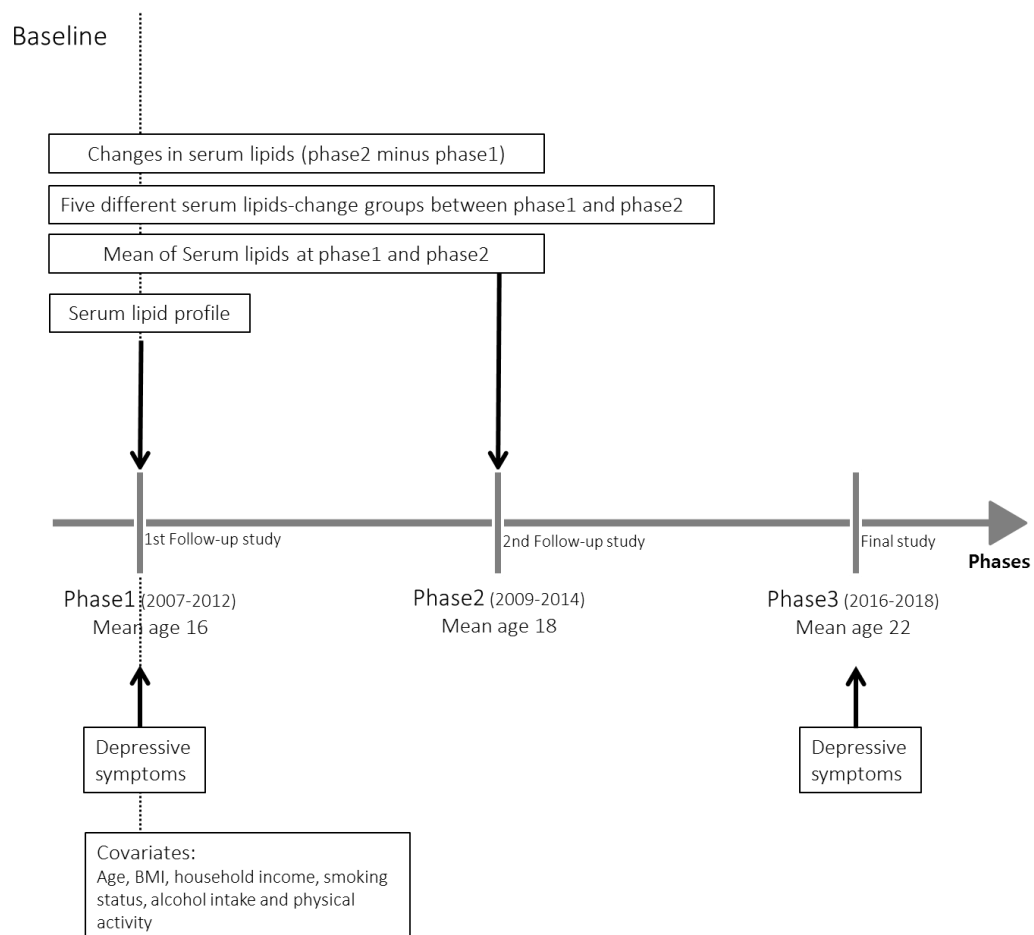 Baseline
Changes in serum lipids (phase2 minus phase1)
Five different serum lipids-change groups between phase1 and phase2
Mean of Serum lipids at phase1 and phase2
Serum lipid profile
1st Follow-up study
2nd Follow-up study
Final study
Phases
Phase1 (2007-2012)
Mean age 16
Phase2 (2009-2014)
Mean age 18
Phase3 (2016-2018)
Mean age 22
Depressive
symptoms
Depressive
symptoms
Covariates:
Age, BMI, household income, smoking
status, alcohol intake and physical
activity